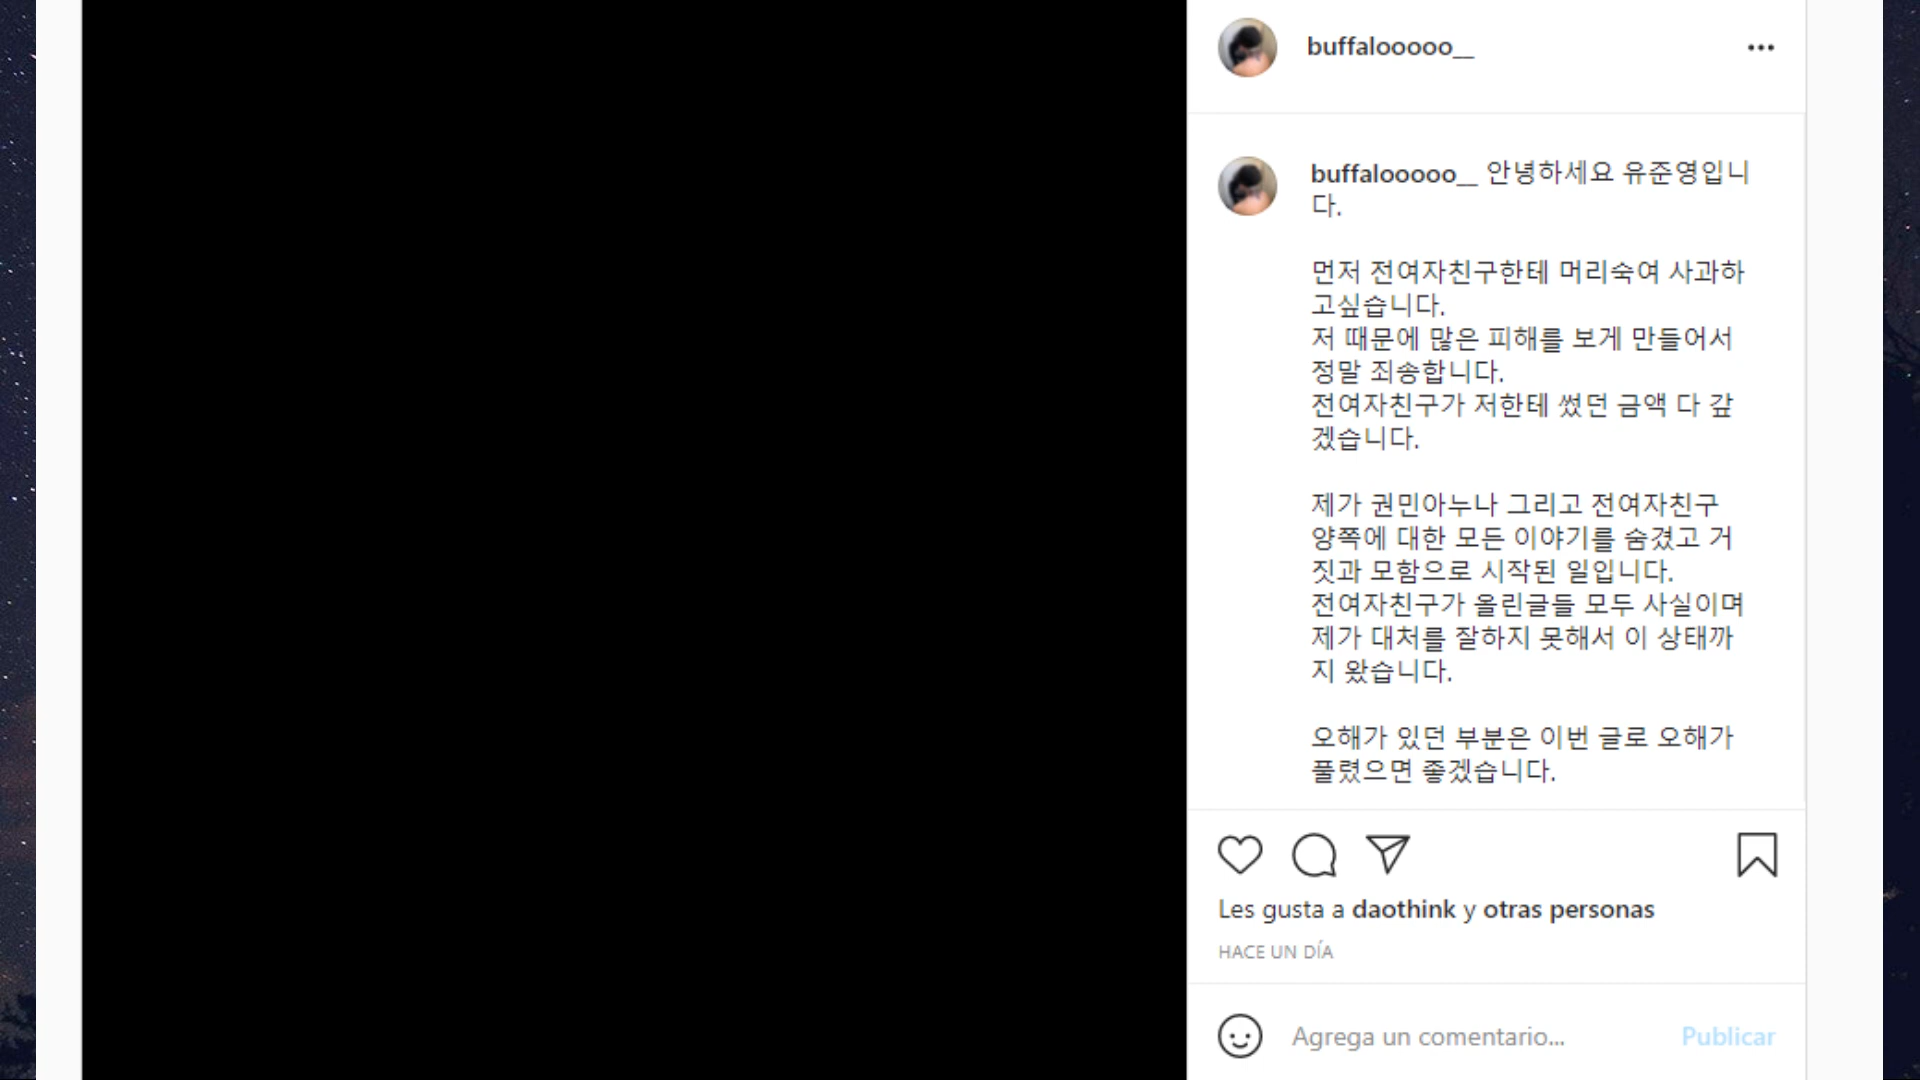 buffalooooo__
buffalooooo__ 안녕하세요 유준영입니
다.
먼저 전여자친구한테 머리숙여 사과하
고싶습니다.
저 때문에 많은 피해를 보게 만들어서
정말 죄송합니다.
전여자친구가 저한테 썼던 금액 다 갚
겠습니다.
제가 권민아누나 그리고 전여자친구
양쪽에 대한 모든 이야기를 숨겼고 거
짓과 모함으로 시작된 일입니다.
전여자친구가 올린글들 모두 사실이며
제가 대처를 잘하지 못해서 이 상태까
지 왔습니다.
오해가 있던 부분은 이번 글로 오해가
풀렸으면 좋겠습니다.
Les gusta a daothink y otras personas
HACE UN DÍA
Agrega un comentario... Publicar